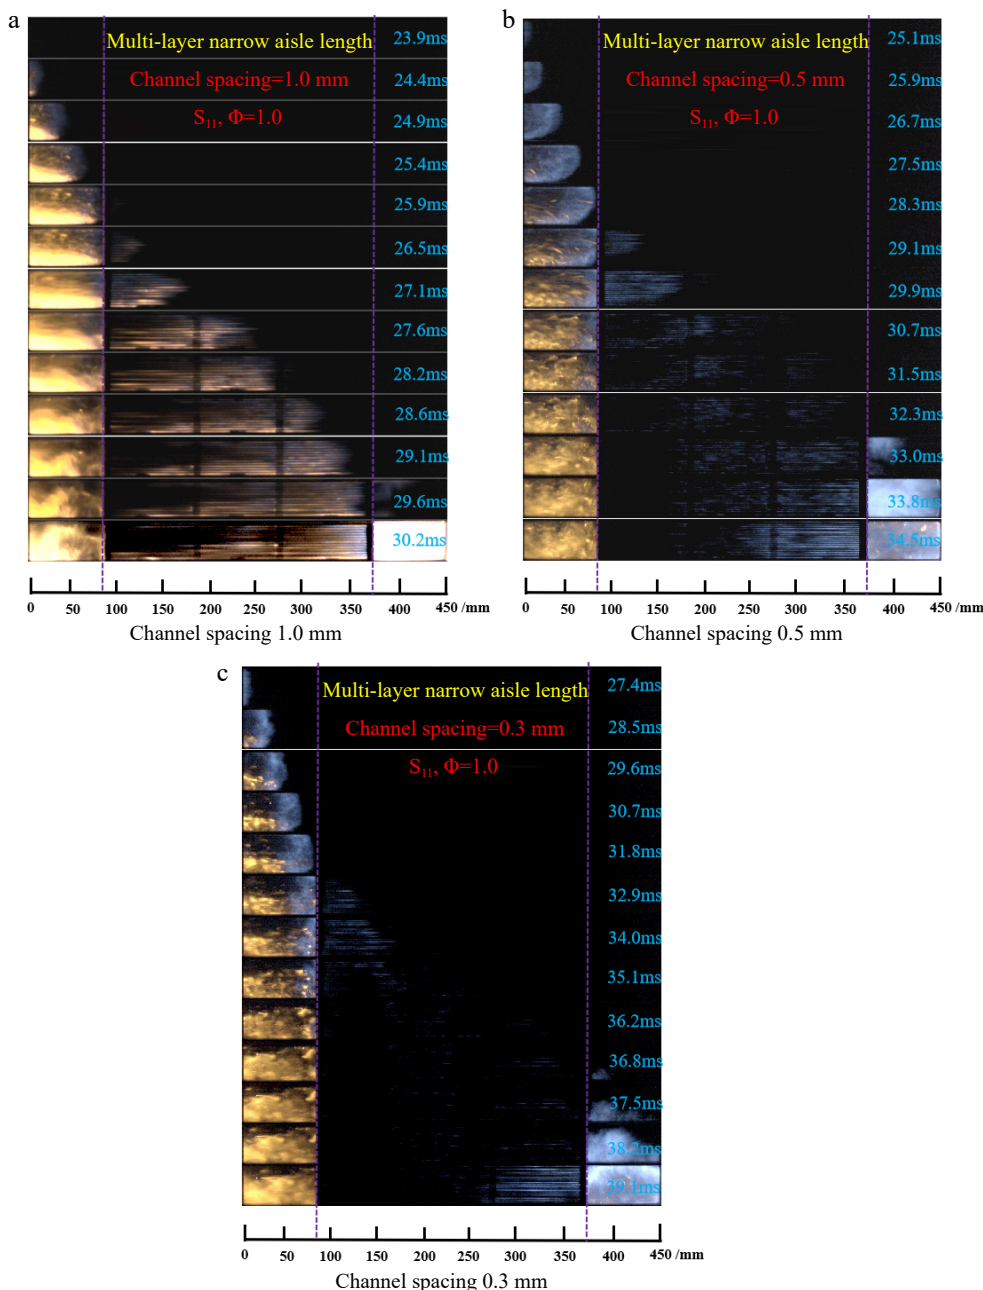 a
Multi-layer narrow aisle length
Channel spacing=1.0 mm
S₁₁, Φ=1.0
23.9ms
24.4ms
24.9ms
25.4ms
25.9ms
26.5ms
27.1ms
27.6ms
28.2ms
28.6ms
29.1ms
29.6ms
30.2ms
0 50 100 150 200 250 300 350 400 450 /mm
Channel spacing 1.0 mm
b
Multi-layer narrow aisle length
Channel spacing=0.5 mm
S₁₁, Φ=1.0
25.1ms
25.9ms
26.7ms
27.5ms
28.3ms
29.1ms
29.9ms
30.7ms
31.5ms
32.3ms
33.0ms
33.8ms
34.5ms
0 50 100 150 200 250 300 350 400 450 /mm
Channel spacing 0.5 mm
c
Multi-layer narrow aisle length
Channel spacing=0.3 mm
S₁₁, Φ=1.0
27.4ms
28.5ms
29.6ms
30.7ms
31.8ms
32.9ms
34.0ms
35.1ms
36.2ms
36.8ms
37.5ms
38.2ms
39.1ms
0 50 100 150 200 250 300 350 400 450 /mm
Channel spacing 0.3 mm